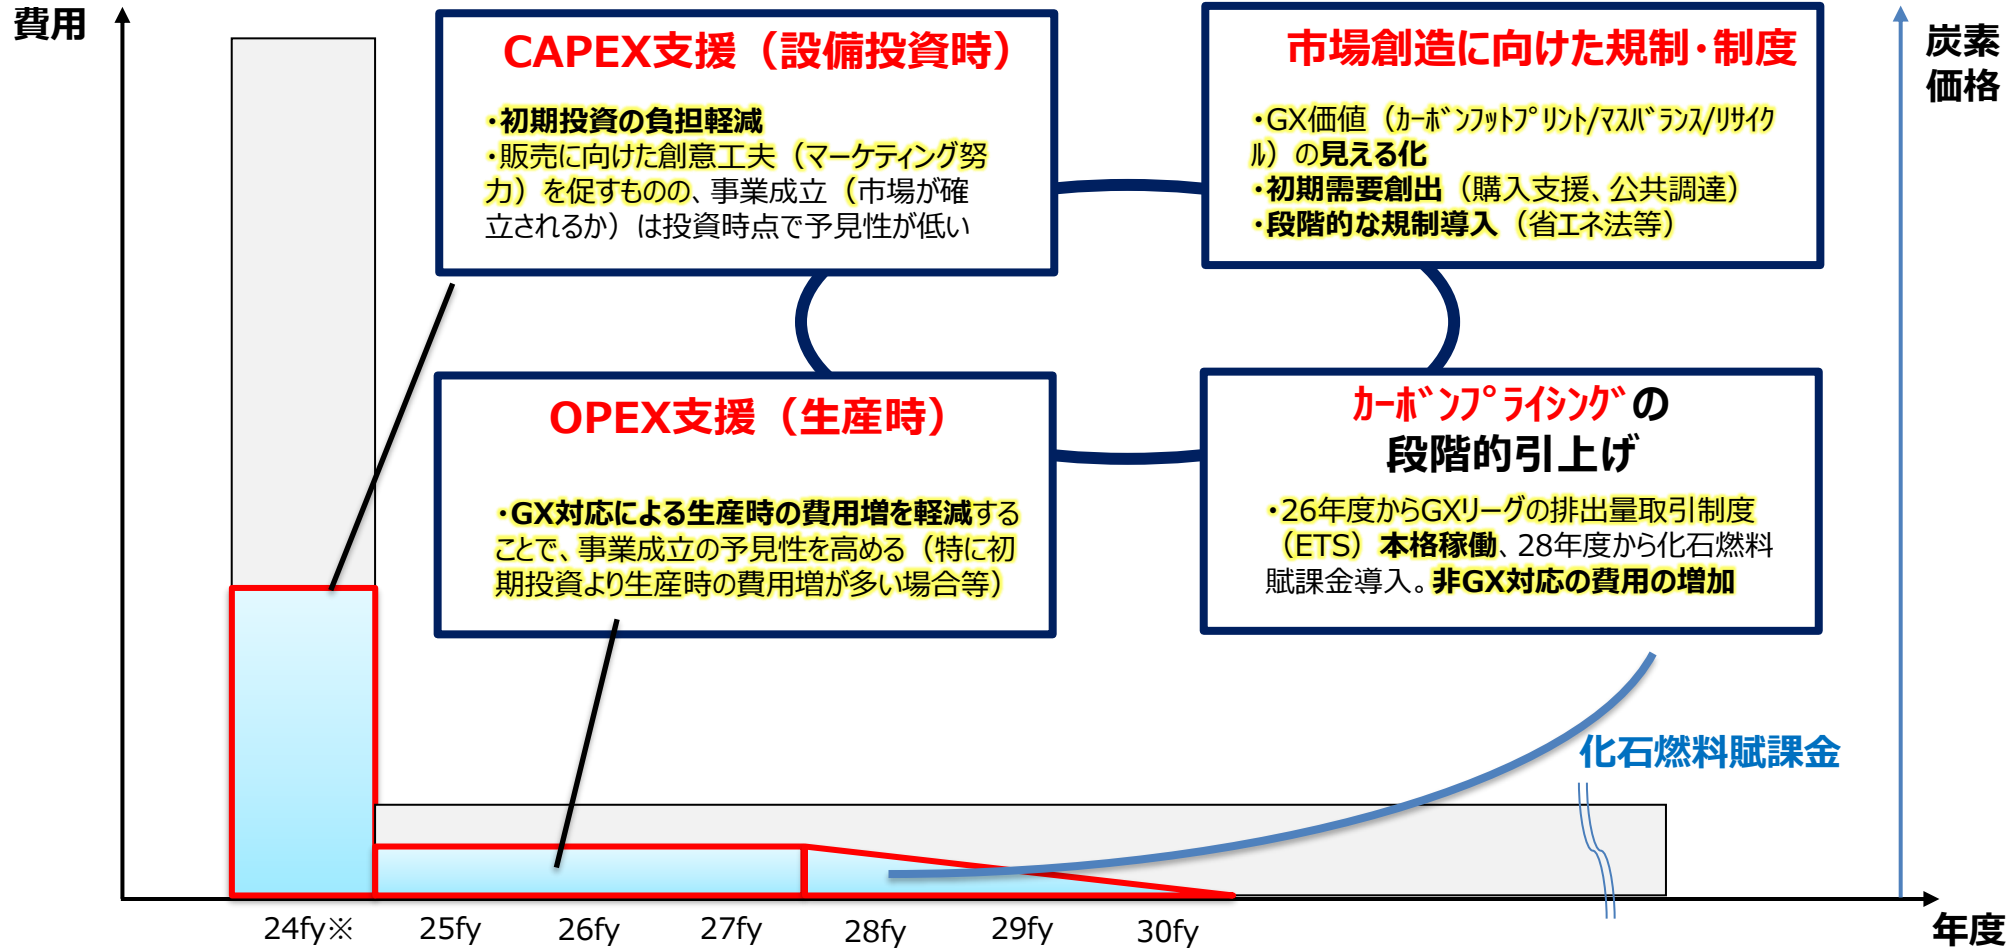 費用
CAPEX支援（設備投資時）
・初期投資の負担軽減
・販売に向けた創意工夫（マーケティング努
力）を促すものの、事業成立（市場が確
立されるか）は投資時点で予見性が低い
市場創造に向けた規制・制度
・GX価値（ｶｰﾎﾞﾝﾌｯﾄﾌﾟﾘﾝﾄ/ﾏｽﾊﾞﾗﾝｽ/ﾘｻｲｸ
ﾙ）の見える化
・初期需要創出（購入支援、公共調達）
・段階的な規制導入（省エネ法等）
炭素
価格
OPEX支援（生産時）
・GX対応による生産時の費用増を軽減する
ことで、事業成立の予見性を高める（特に初
期投資より生産時の費用増が多い場合等）
ｶｰﾎﾞﾝﾌﾟﾗｲｼﾝｸﾞの
段階的引上げ
・26年度からGXリーグの排出量取引制度
（ETS）本格稼働、28年度から化石燃料
賦課金導入。非GX対応の費用の増加
化石燃料賦課金
24fy※
25fy
26fy
27fy
28fy
29fy
30fy
年度